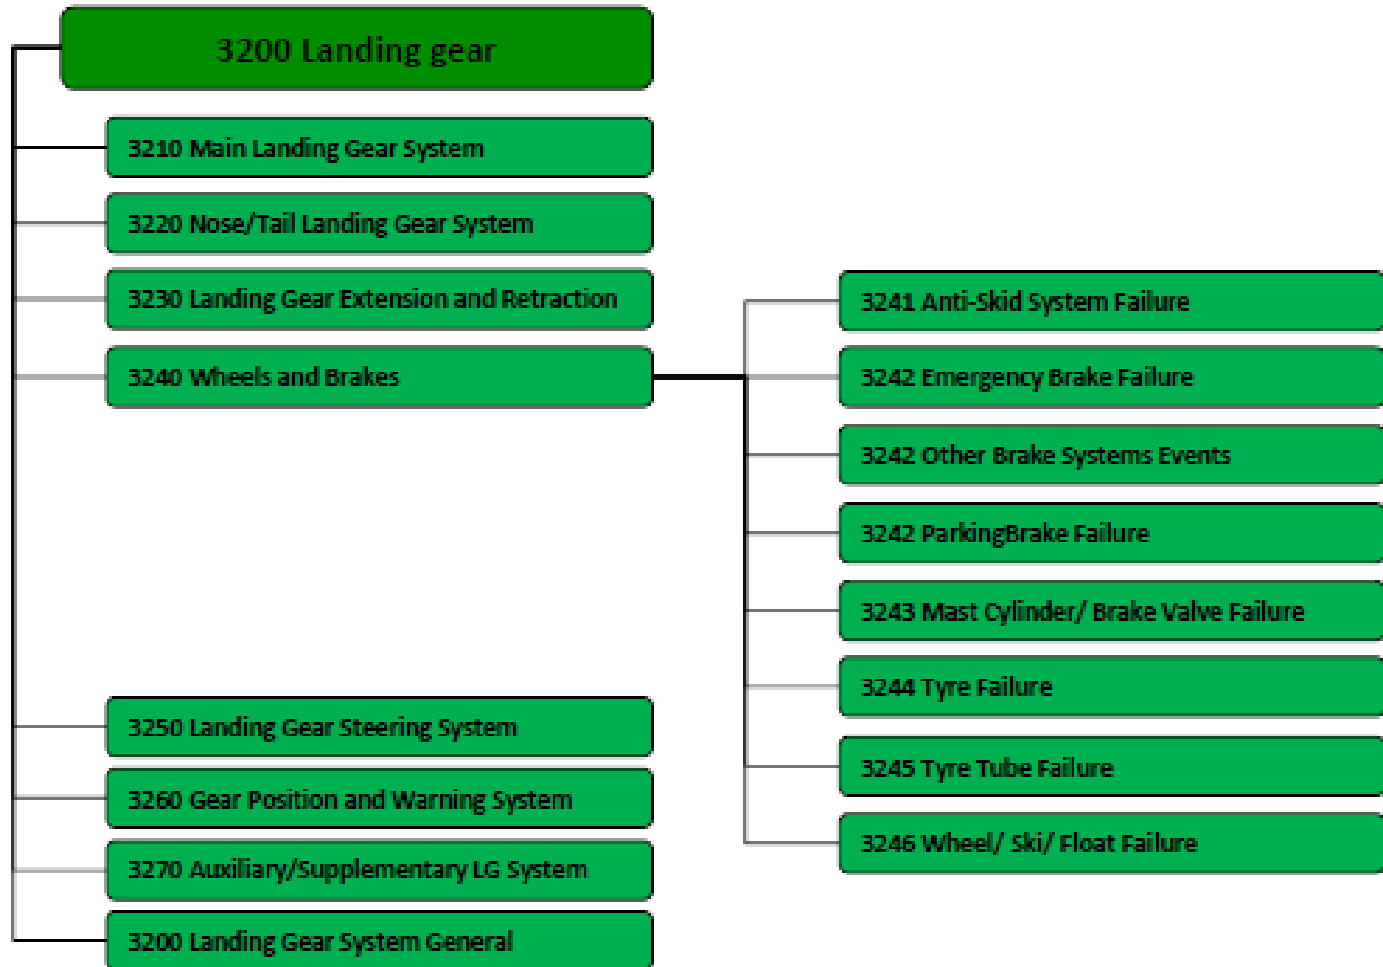 3200 Landing gear
3210 Main Landing Gear System
3220 Nose/Tail Landing Gear System
3230 Landing Gear Extension and Retraction
3240 Wheels and Brakes
3241 Anti-Skid System Failure
3242 Emergency Brake Failure
3242 Other Brake Systems Events
3242 ParkingBrake Failure
3243 Mast Cylinder/ Brake Valve Failure
3244 Tyre Failure
3245 Tyre Tube Failure
3246 Wheel/ Ski/ Float Failure
3250 Landing Gear Steering System
3260 Gear Position and Warning System
3270 Auxiliary/Supplementary LG System
3200 Landing Gear System General